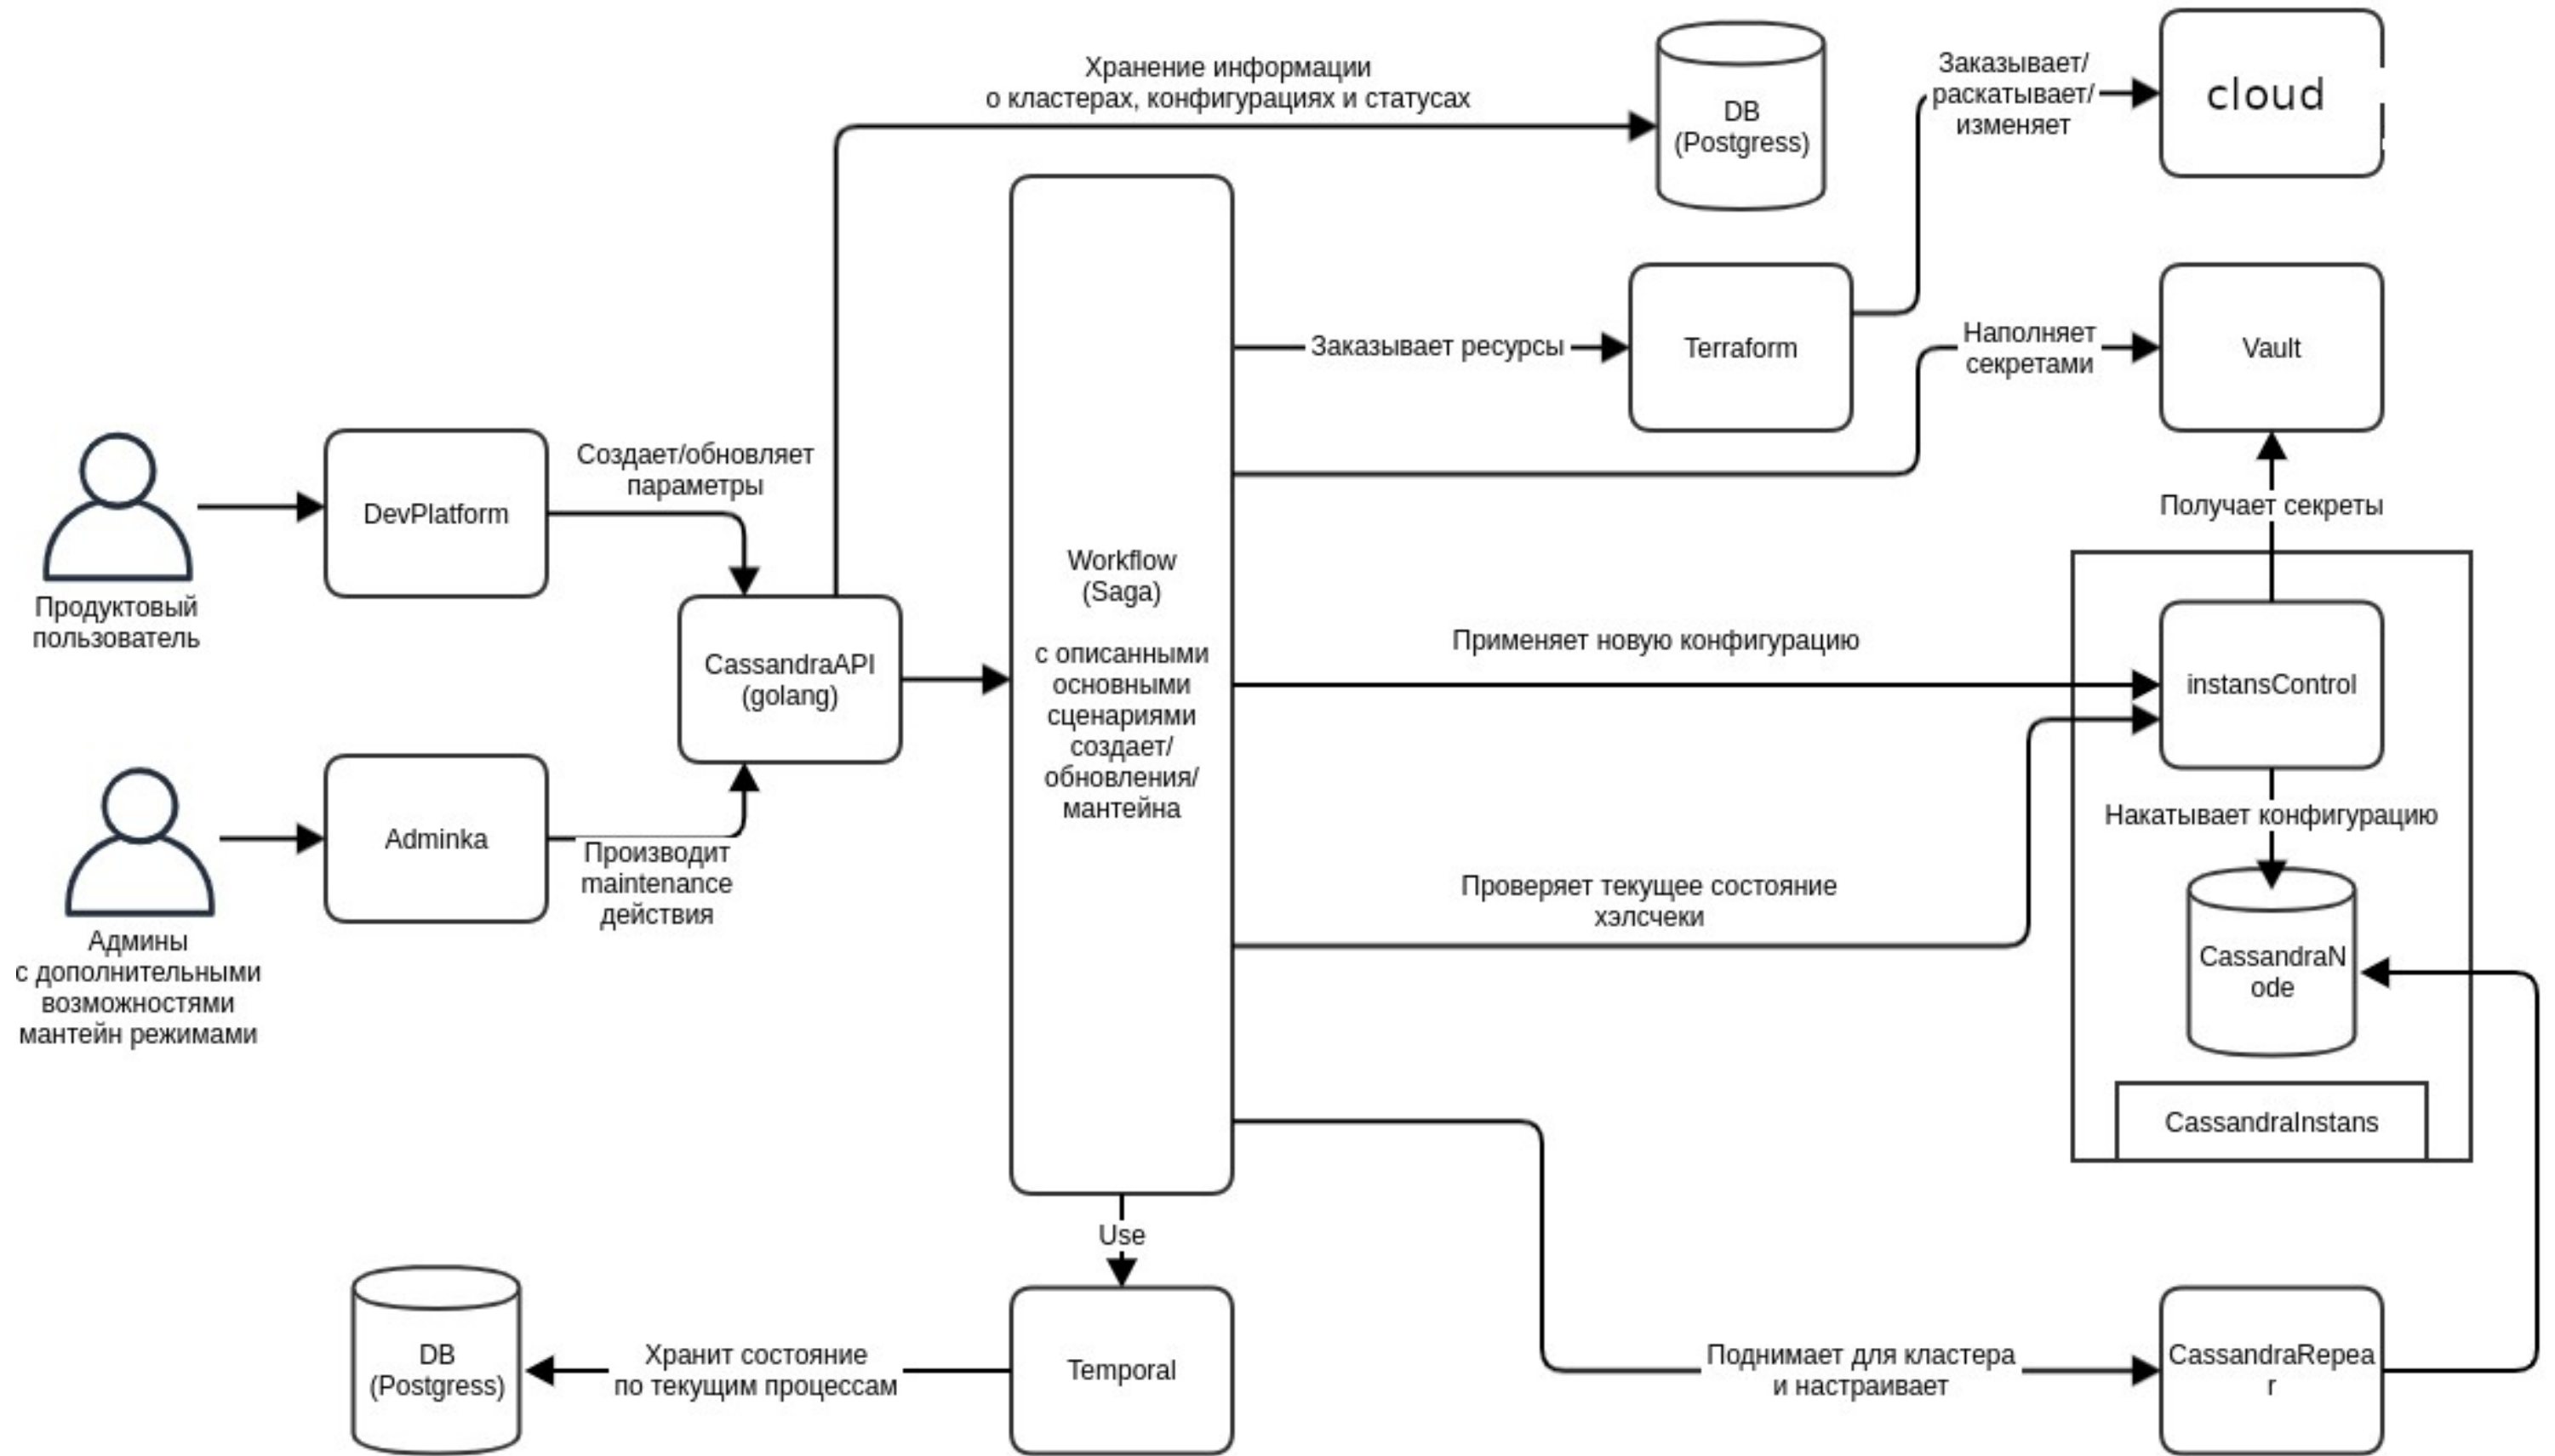 Хранение информации
о кластерах, конфигурациях и статусах
DB
(Postgress)
Заказывает/
раскатывает/
изменяет
cloud
Заказывает ресурсы
Terraform
Наполняет
секретами
Vault
Получает секреты
Продуктовый
пользователь
DevPlatform
Создает/обновляет
параметры
CassandraAPI
(golang)
Workflow
(Saga)
с описанными
основными
сценариями
создает/
обновления/
мантейна
Применяет новую конфигурацию
instansControl
Накатывает конфигурацию
Админы
с дополнительными
возможностями
мантейн режимами
Adminka
Производит
maintenance
действия
Проверяет текущее состояние
хэлсчеки
CassandraN
ode
CassandraInstans
Use
Temporal
Хранит состояние
по текущим процессам
DB
(Postgress)
Поднимает для кластера
и настраивает
CassandraRepea
r